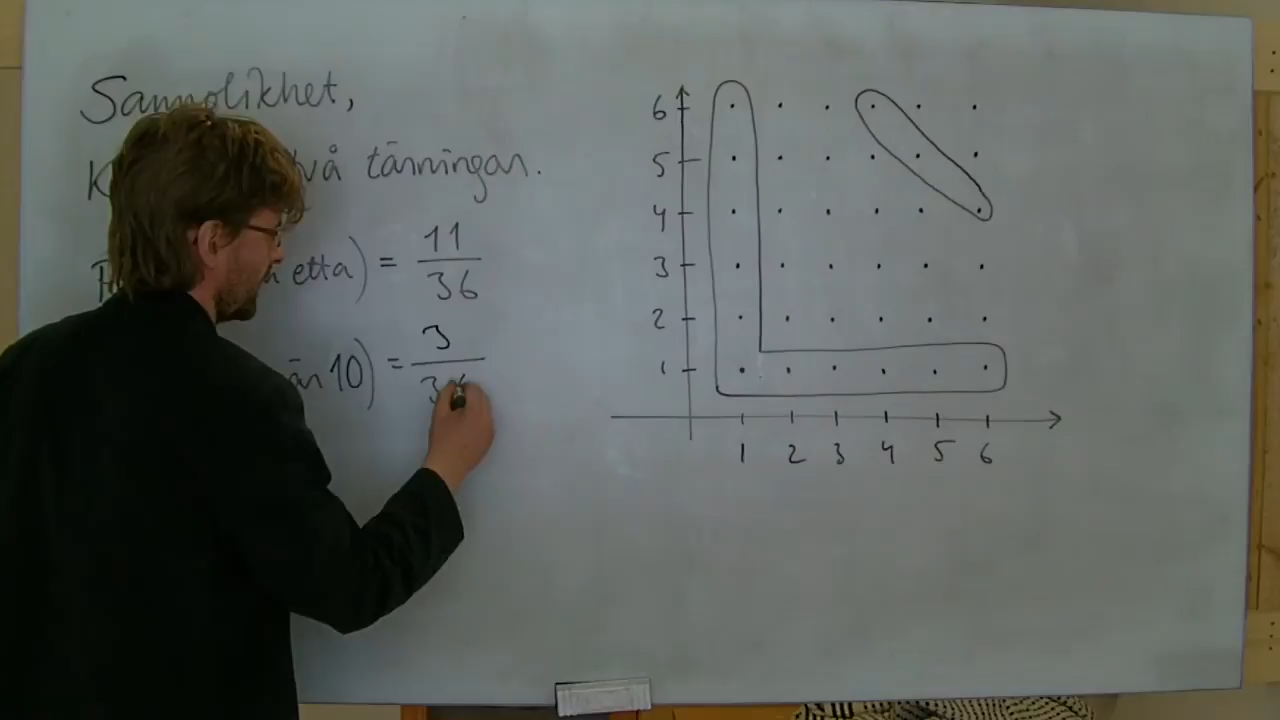 Sannolikhet,
två tärningar.
etta) = 11/36
än 10) = 3/36
6
5
4
3
2
1
1 2 3 4 5 6